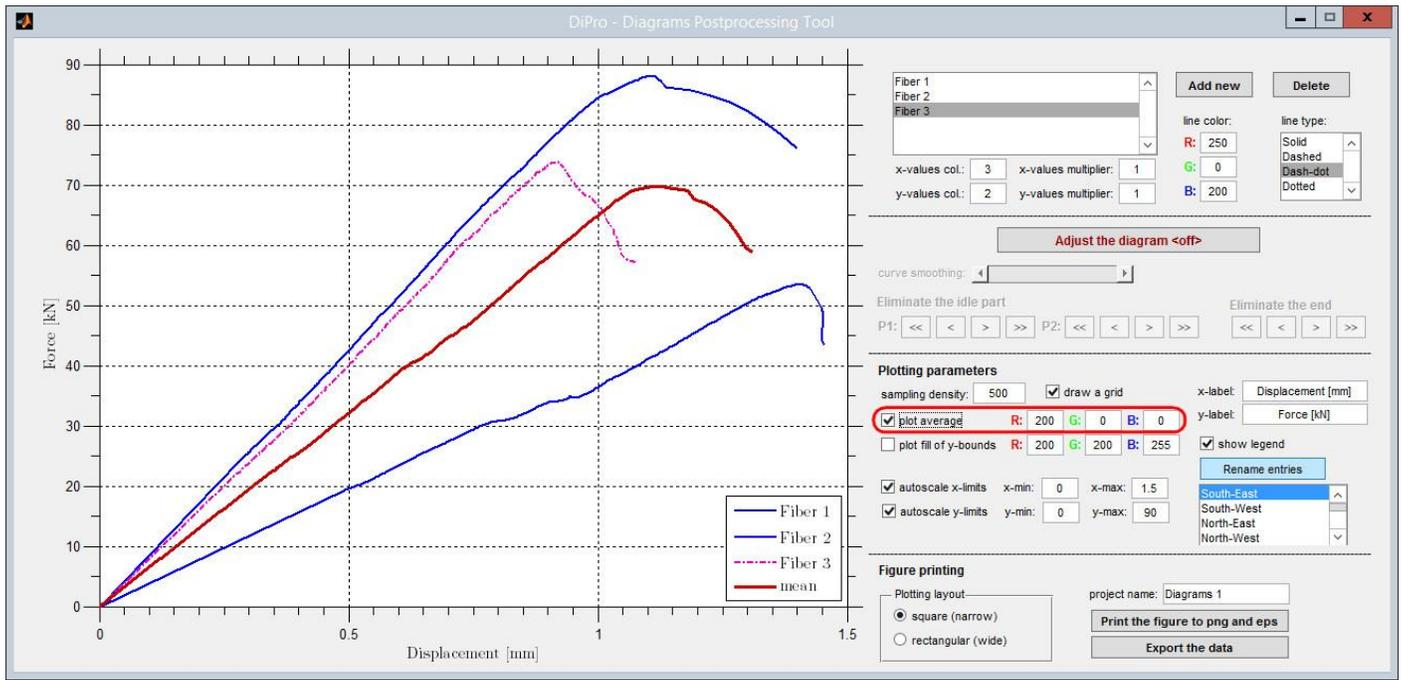 DiPro - Diagrams Postprocessing Tool
90
80
70
60
50
40
30
20
10
0
Force [kN]
0 0.5 1 1.5
Displacement [mm]
Fiber 1
Fiber 2
Fiber 3
mean
Fiber 1
Fiber 2
Fiber 3
Add new Delete
line color: line type:
R: 250
G: 0
B: 200
Solid
Dashed
Dash-dot
Dotted
x-values col.: 3 x-values multiplier: 1
y-values col.: 2 y-values multiplier: 1
Adjust the diagram <off>
curve smoothing:
Eliminate the idle part Eliminate the end
P1: << < > >> P2: << < > >> << < > >>
Plotting parameters
sampling density: 500 draw a grid x-label: Displacement [mm]
plot average R: 200 G: 0 B: 0 y-label: Force [kN]
plot fill of y-bounds R: 200 G: 200 B: 255 show legend
Rename entries
autoscale x-limits x-min: 0 x-max: 1.5
autoscale y-limits y-min: 0 y-max: 90
South-East
South-West
North-East
North-West
Figure printing
Plotting layout project name: Diagrams 1
square (narrow) Print the figure to png and eps
rectangular (wide) Export the data